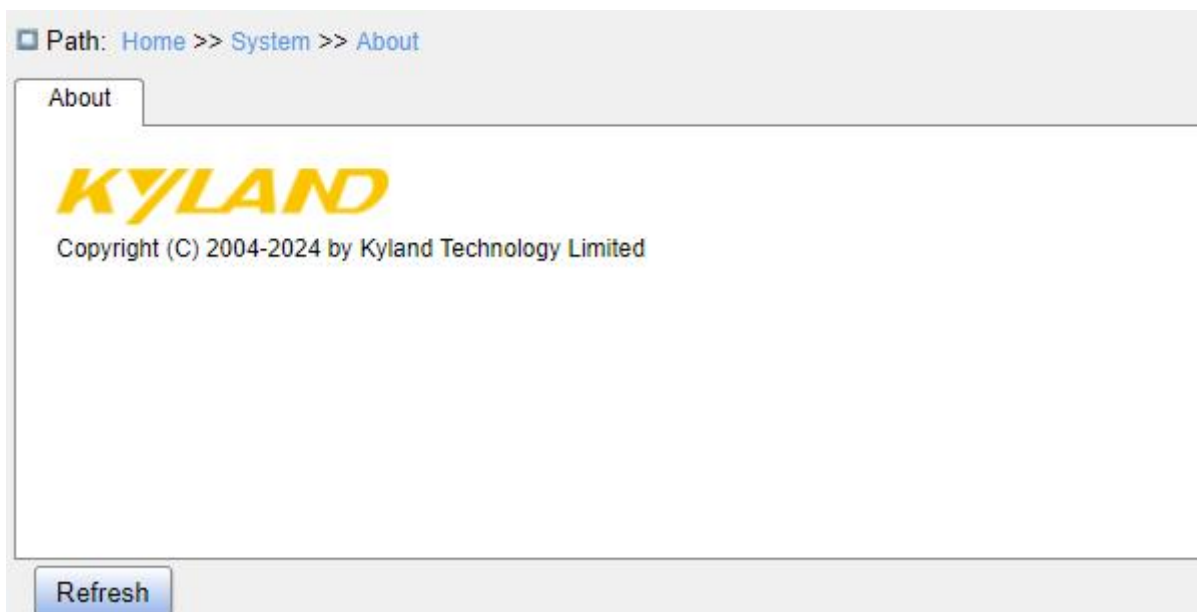 Path: Home >> System >> About
About
KYLAND
Copyright (C) 2004-2024 by Kyland Technology Limited
Refresh